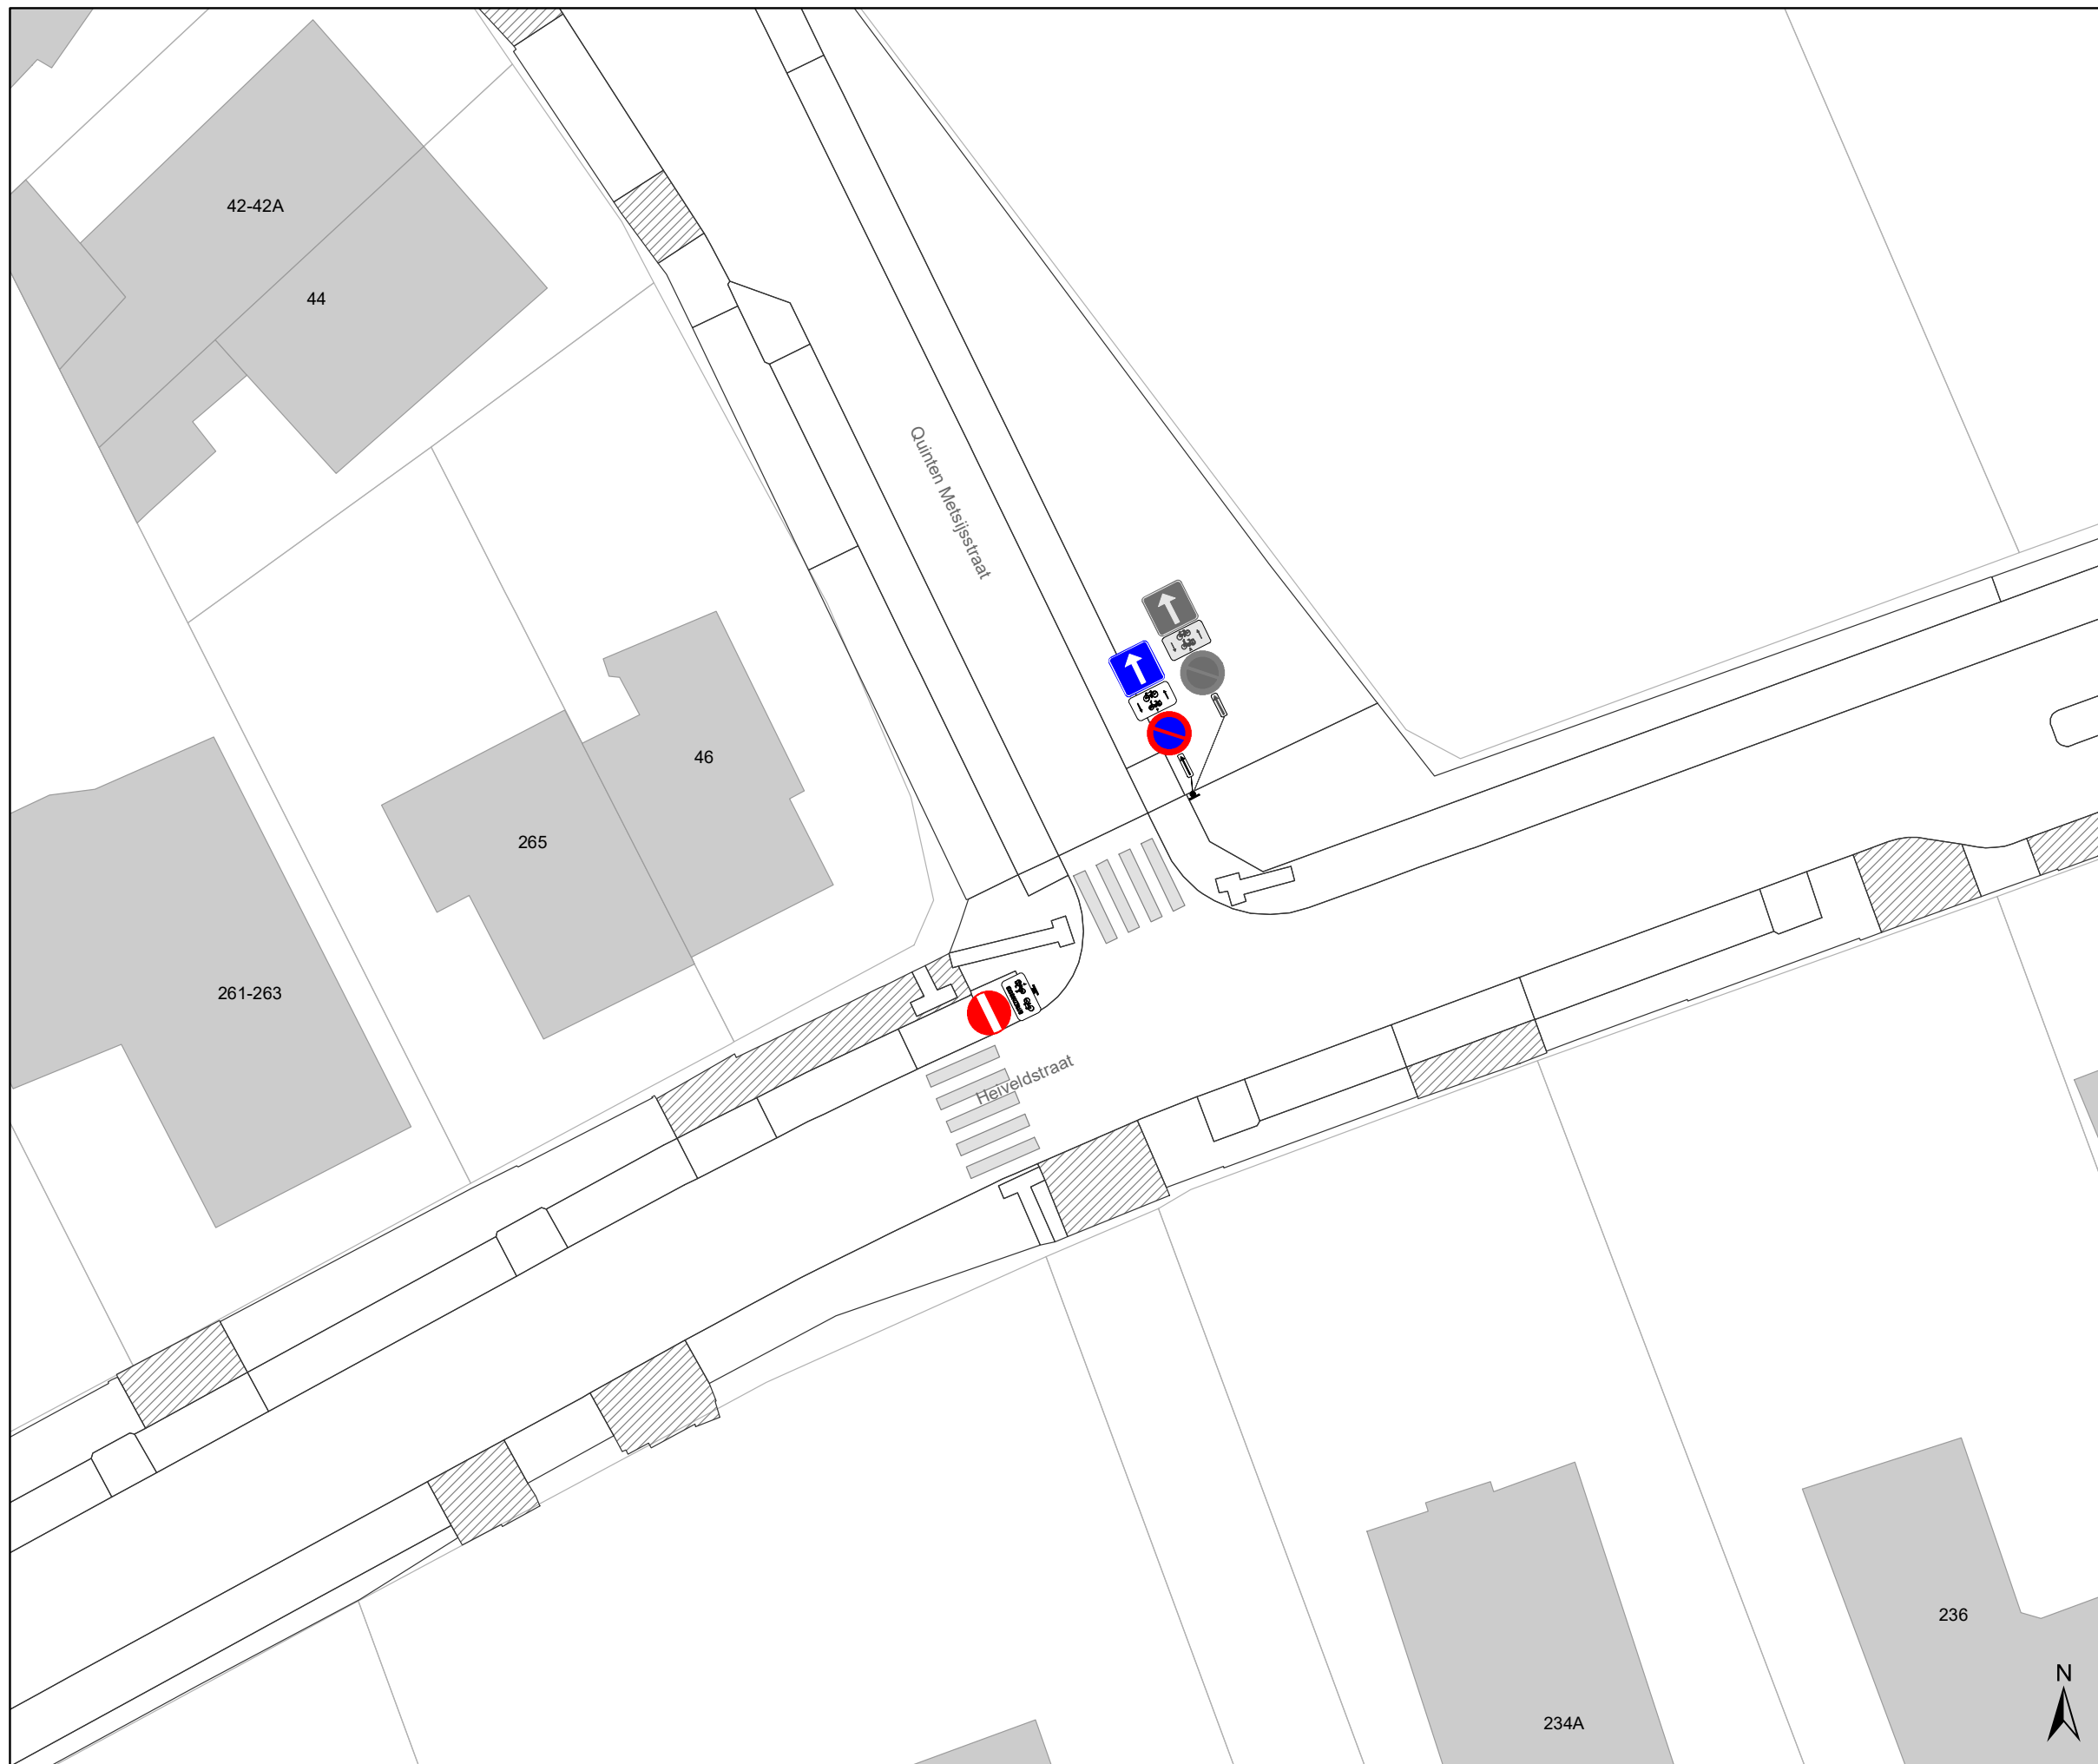 42-42A
44
Quinten Metsijsstraat
46
265
261-263
Heiveldstraat
236
N
234A